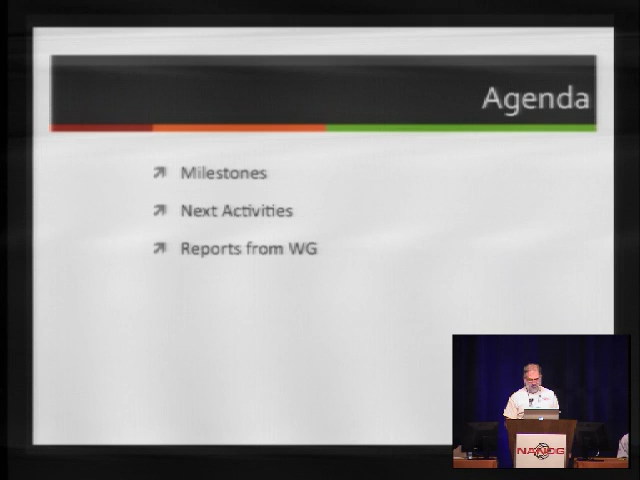 Agenda
Milestones
Next Activities
Reports from WG
NANOG